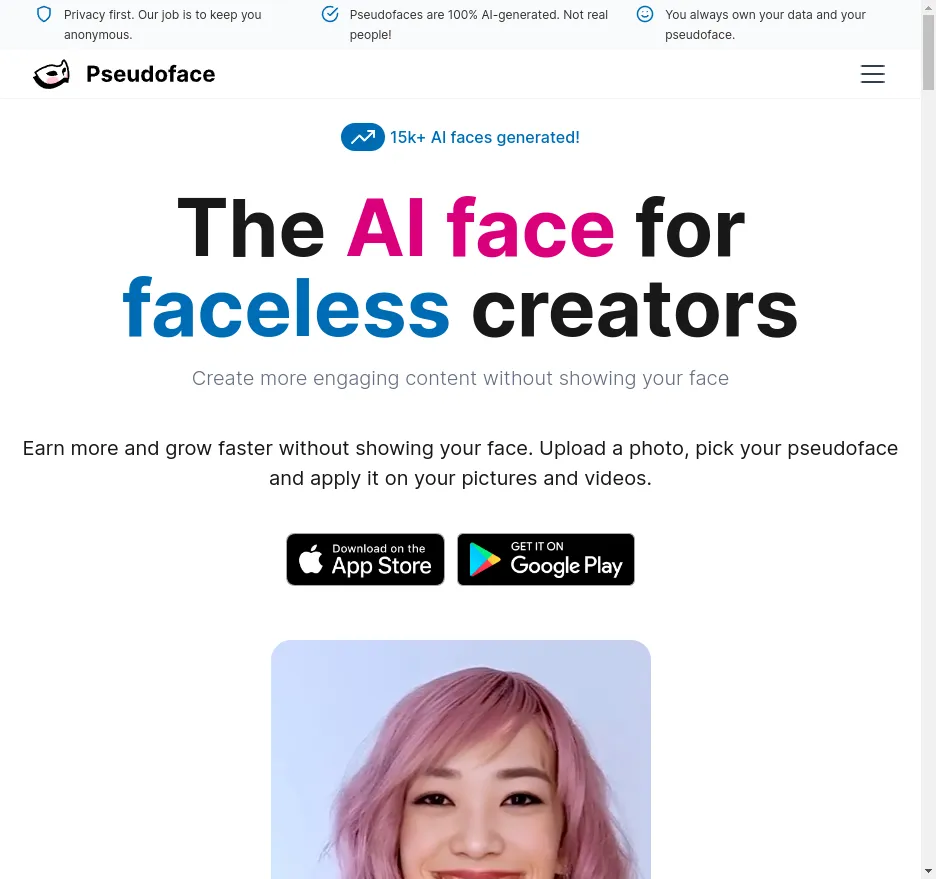 Privacy first. Our job is to keep you
anonymous.
Pseudofaces are 100% AI-generated. Not real
people!
You always own your data and your
pseudoface.
Pseudoface
15k+ AI faces generated!
The AI face for
faceless creators
Create more engaging content without showing your face
Earn more and grow faster without showing your face. Upload a photo, pick your pseudoface
and apply it on your pictures and videos.
Download on the
App Store
GET IT ON
Google Play